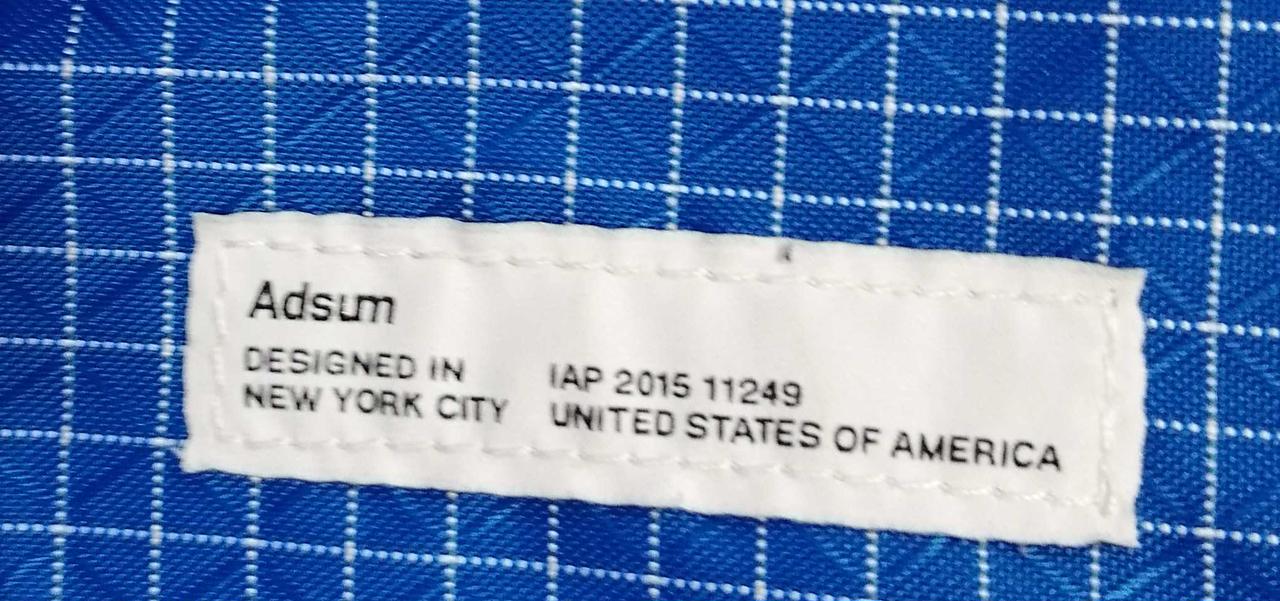 Adsum
DESIGNED IN
NEW YORK CITY
IAP 2015 11249
UNITED STATES OF AMERICA